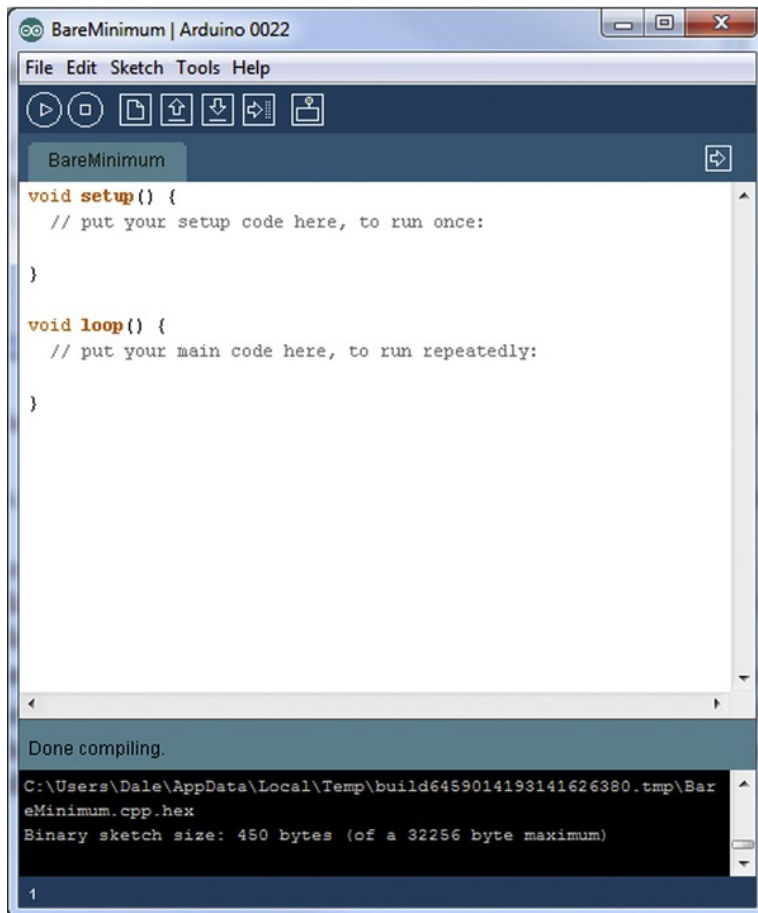 BareMinimum | Arduino 0022
File Edit Sketch Tools Help
BareMinimum
void setup() {
  // put your setup code here, to run once:
}
void loop() {
  // put your main code here, to run repeatedly:
}
Done compiling.
C:\Users\Dale\AppData\Local\Temp\build6459014193141626380.tmp\Bar
eMinimum.cpp.hex
Binary sketch size: 450 bytes (of a 32256 byte maximum)
1